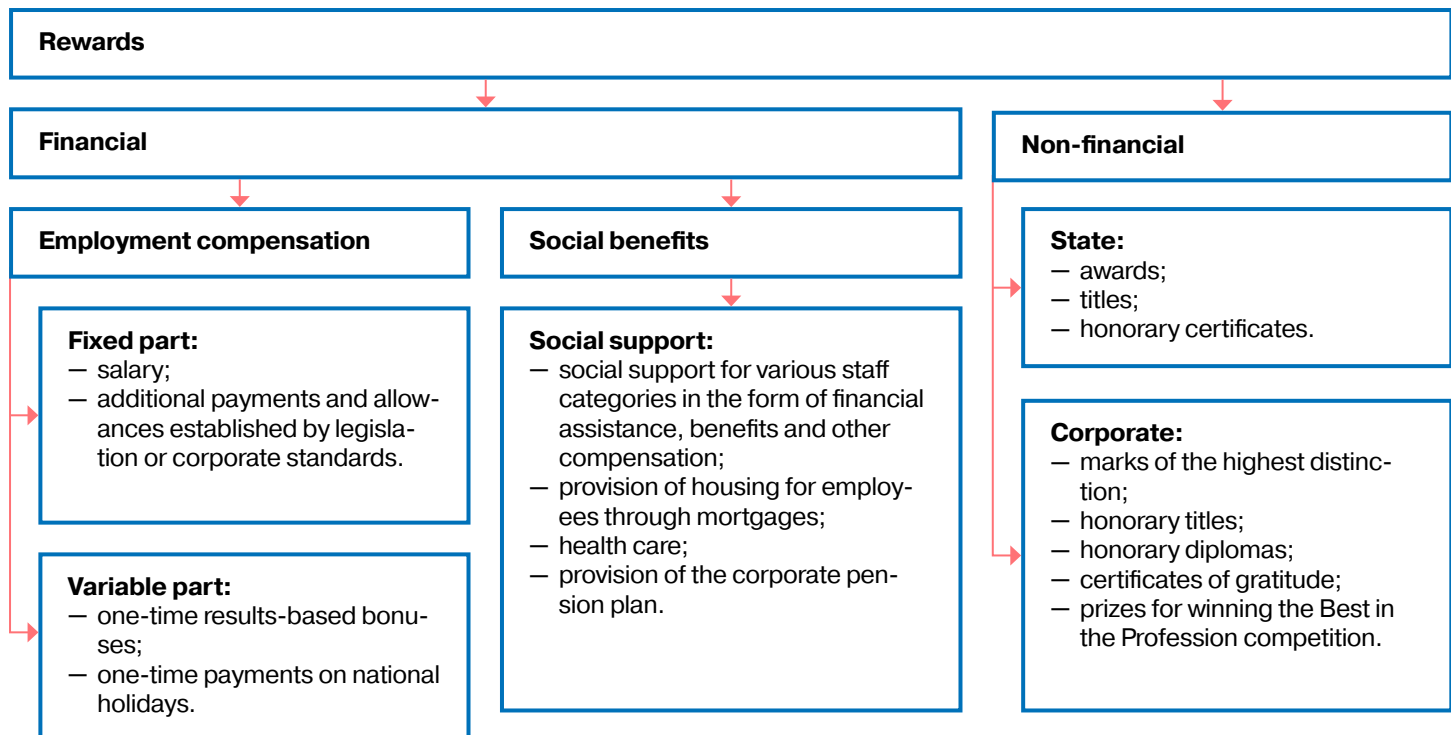 Rewards
Financial
Non-financial
Employment compensation
Fixed part:
— salary;
— additional payments and allow-
ances established by legisla-
tion or corporate standards.
Variable part:
— one-time results-based bonu-
ses;
— one-time payments on national
holidays.
Social benefits
Social support:
— social support for various staff
categories in the form of financial
assistance, benefits and other
compensation;
— provision of housing for employ-
ees through mortgages;
— health care;
— provision of the corporate pen-
sion plan.
State:
— awards;
— titles;
— honorary certificates.
Corporate:
— marks of the highest distinc-
tion;
— honorary titles;
— honorary diplomas;
— certificates of gratitude;
— prizes for winning the Best in
the Profession competition.